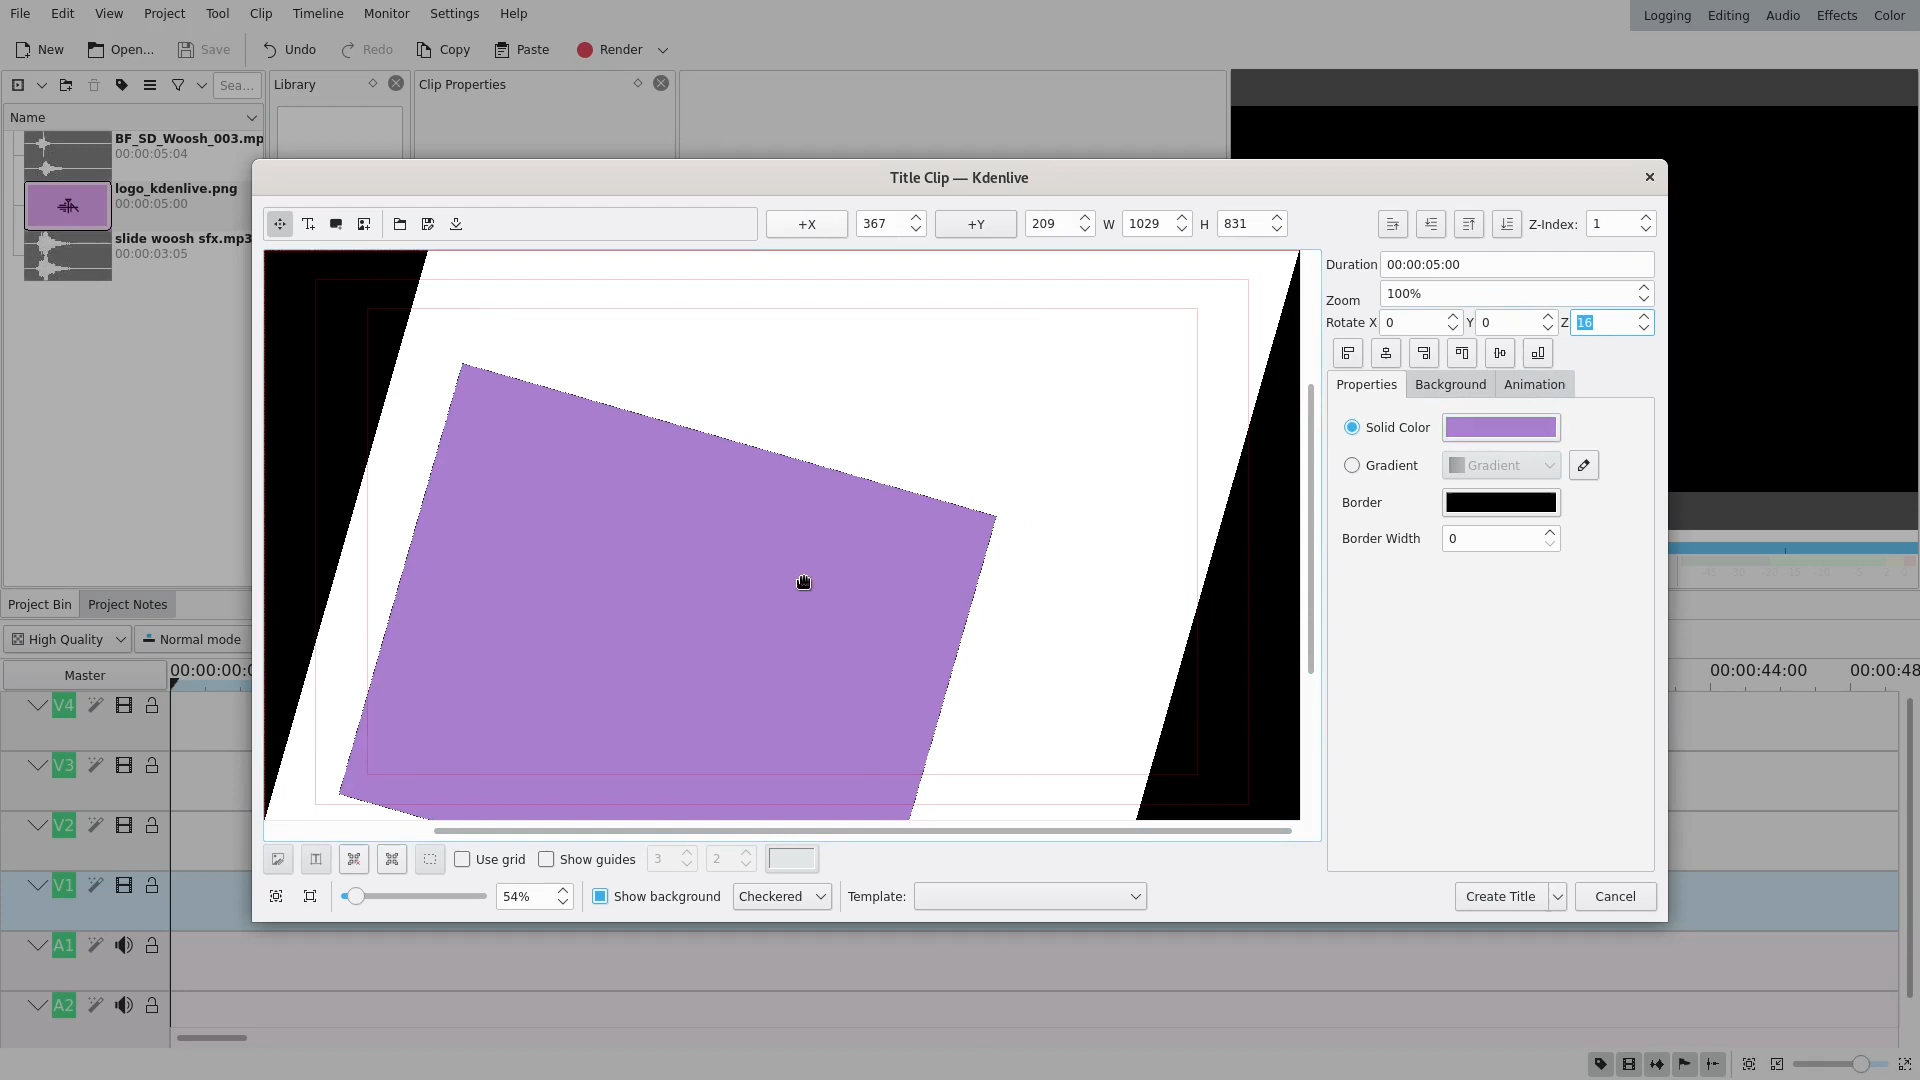 File Edit View Project Tool Clip Timeline Monitor Settings Help
Logging Editing Audio Effects Color
New Open... Save Undo Redo Copy Paste Render
Sea... Library Clip Properties
Name
BF_SD_Woosh_003.mp
00:00:05:04
logo_kdenlive.png
00:00:05:00
slide woosh sfx.mp3
00:00:03:05
Title Clip — Kdenlive
+X 367 +Y 209 W 1029 H 831 Z-Index: 1
Duration 00:00:05:00
Zoom 100%
Rotate X 0 Y 0 Z 16
Properties Background Animation
Solid Color
Gradient Gradient
Border
Border Width 0
Use grid Show guides 3 2
54% Show background Checkered Template: Create Title Cancel
Project Bin Project Notes
High Quality Normal mode
Master 00:00:00:0 00:00:44:00 00:00:48
V4
V3
V2
V1
A1
A2